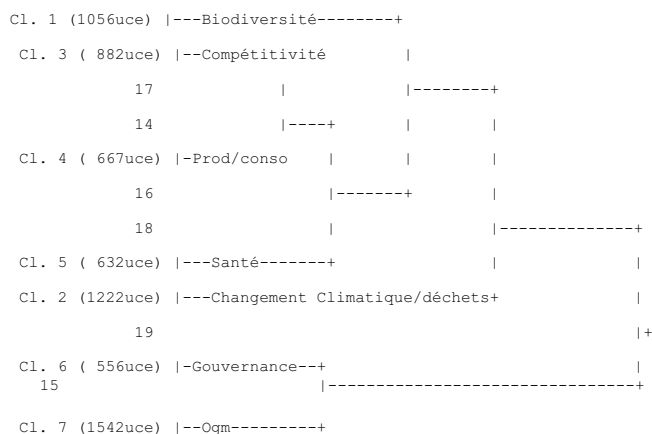 Cl. 1 (1056uce) |---Biodiversité--------+
Cl. 3 ( 882uce) |--Compétitivité         |
17             |            |--------+
14             |----+       |        |
Cl. 4 ( 667uce) |-Prod/conso    |       |        |
16                  |-------+        |
18                  |                |--------------+
Cl. 5 ( 632uce) |---Santé-------+                |              |
Cl. 2 (1222uce) |---Changement Climatique/déchets+              |
19                                                  |+
Cl. 6 ( 556uce) |-Gouvernance--+                                |
15                            |--------------------------------+
Cl. 7 (1542uce) |--Ogm---------+